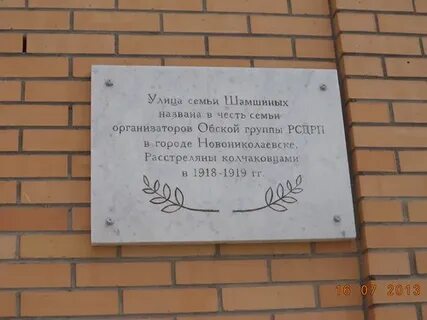 Улица семьи Шамшиных
названа в честь семьи
организаторов Обской группы РСДРП
в городе Новониколаевске.
Расстреляны колчаковцами
в 1918-1919 гг.
16 07 2013